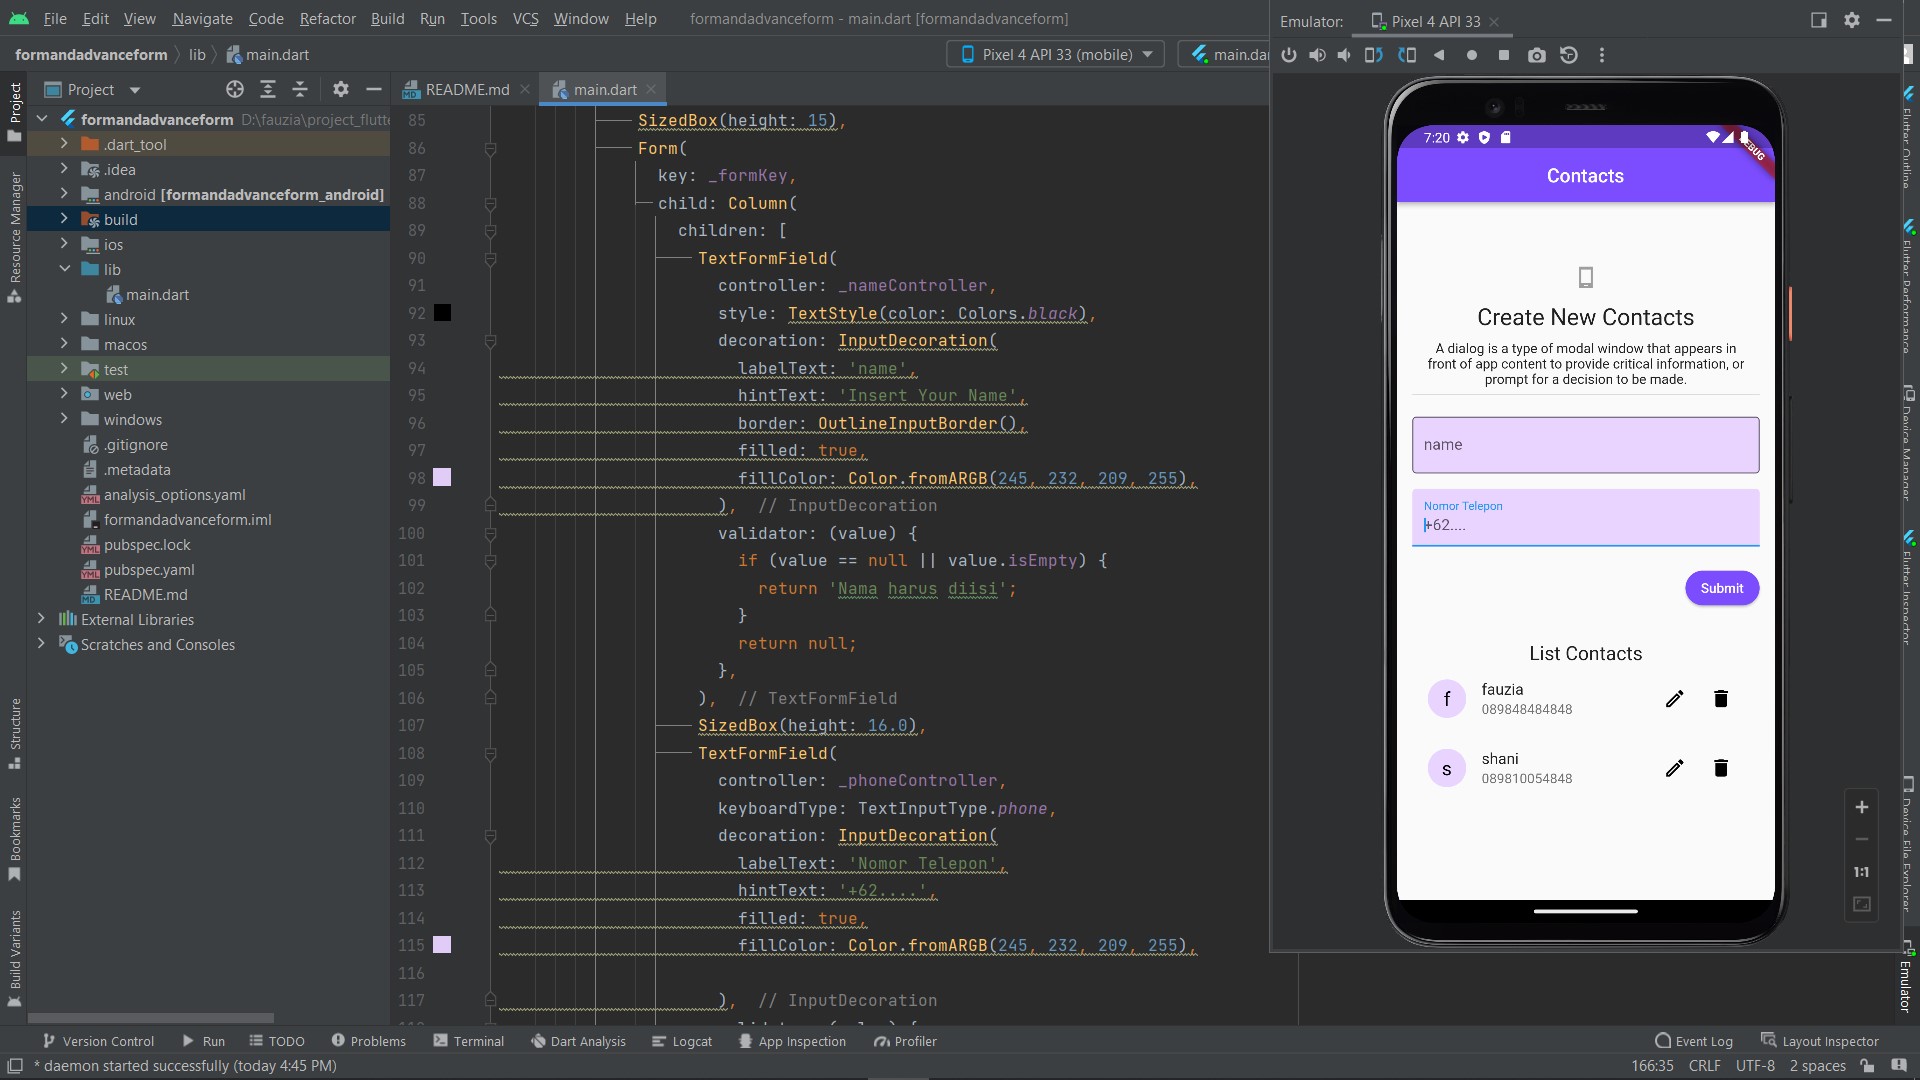 File Edit View Navigate Code Refactor Build Run Tools VCS Window Help formandadvanceform - main.dart [formandadvanceform]
formandadvanceform lib main.dart Pixel 4 API 33 (mobile) main.da
Project
README.md main.dart
formandadvanceform D:\fauzia\project_flutte
.dart_tool
.idea
android [formandadvanceform_android]
build
ios
lib
main.dart
linux
macos
test
web
windows
.gitignore
.metadata
analysis_options.yaml
formandadvanceform.iml
pubspec.lock
pubspec.yaml
README.md
External Libraries
Scratches and Consoles
Project
Resource Manager
Structure
Bookmarks
Build Variants
85 SizedBox(height: 15),
86 Form(
87 key: _formKey,
88 child: Column(
89 children: [
90 TextFormField(
91 controller: _nameController,
92 style: TextStyle(color: Colors.black),
93 decoration: InputDecoration(
94 labelText: 'name',
95 hintText: 'Insert Your Name',
96 border: OutlineInputBorder(),
97 filled: true,
98 fillColor: Color.fromARGB(245, 232, 209, 255),
99 ), // InputDecoration
100 validator: (value) {
101 if (value == null || value.isEmpty) {
102 return 'Nama harus diisi';
103 }
104 return null;
105 },
106 ), // TextFormField
107 SizedBox(height: 16.0),
108 TextFormField(
109 controller: _phoneController,
110 keyboardType: TextInputType.phone,
111 decoration: InputDecoration(
112 labelText: 'Nomor Telepon',
113 hintText: '+62....',
114 filled: true,
115 fillColor: Color.fromARGB(245, 232, 209, 255),
116
117 ), // InputDecoration
Emulator: Pixel 4 API 33
7:20
DEBUG
Contacts
Create New Contacts
A dialog is a type of modal window that appears in
front of app content to provide critical information, or
prompt for a decision to be made.
name
Nomor Telepon
+62....
Submit
List Contacts
f fauzia
089848484848
s shani
089810054848
1:1
Flutter Outline
Flutter Performance
Device Manager
Flutter Inspector
Device File Explorer
Emulator
Version Control Run TODO Problems Terminal Dart Analysis Logcat App Inspection Profiler Event Log Layout Inspector
* daemon started successfully (today 4:45 PM) 166:35 CRLF UTF-8 2 spaces